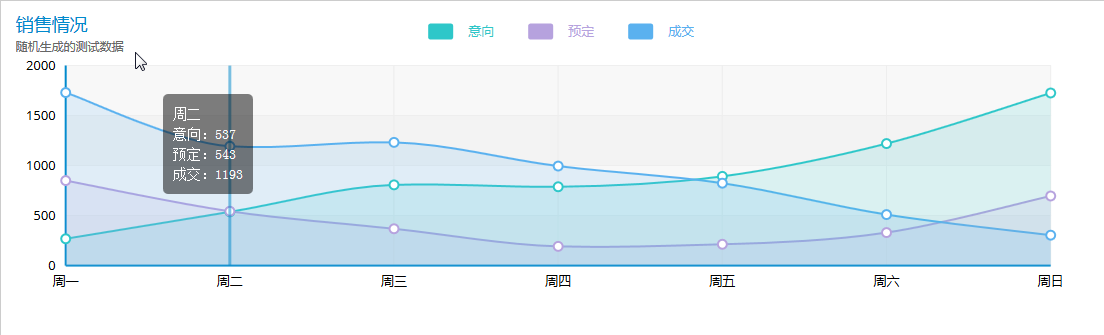 销售情况
随机生成的测试数据
意向 预定 成交
2000
1500
1000
500
0
周二
意向：537
预定：543
成交：1193
周一 周二 周三 周四 周五 周六 周日